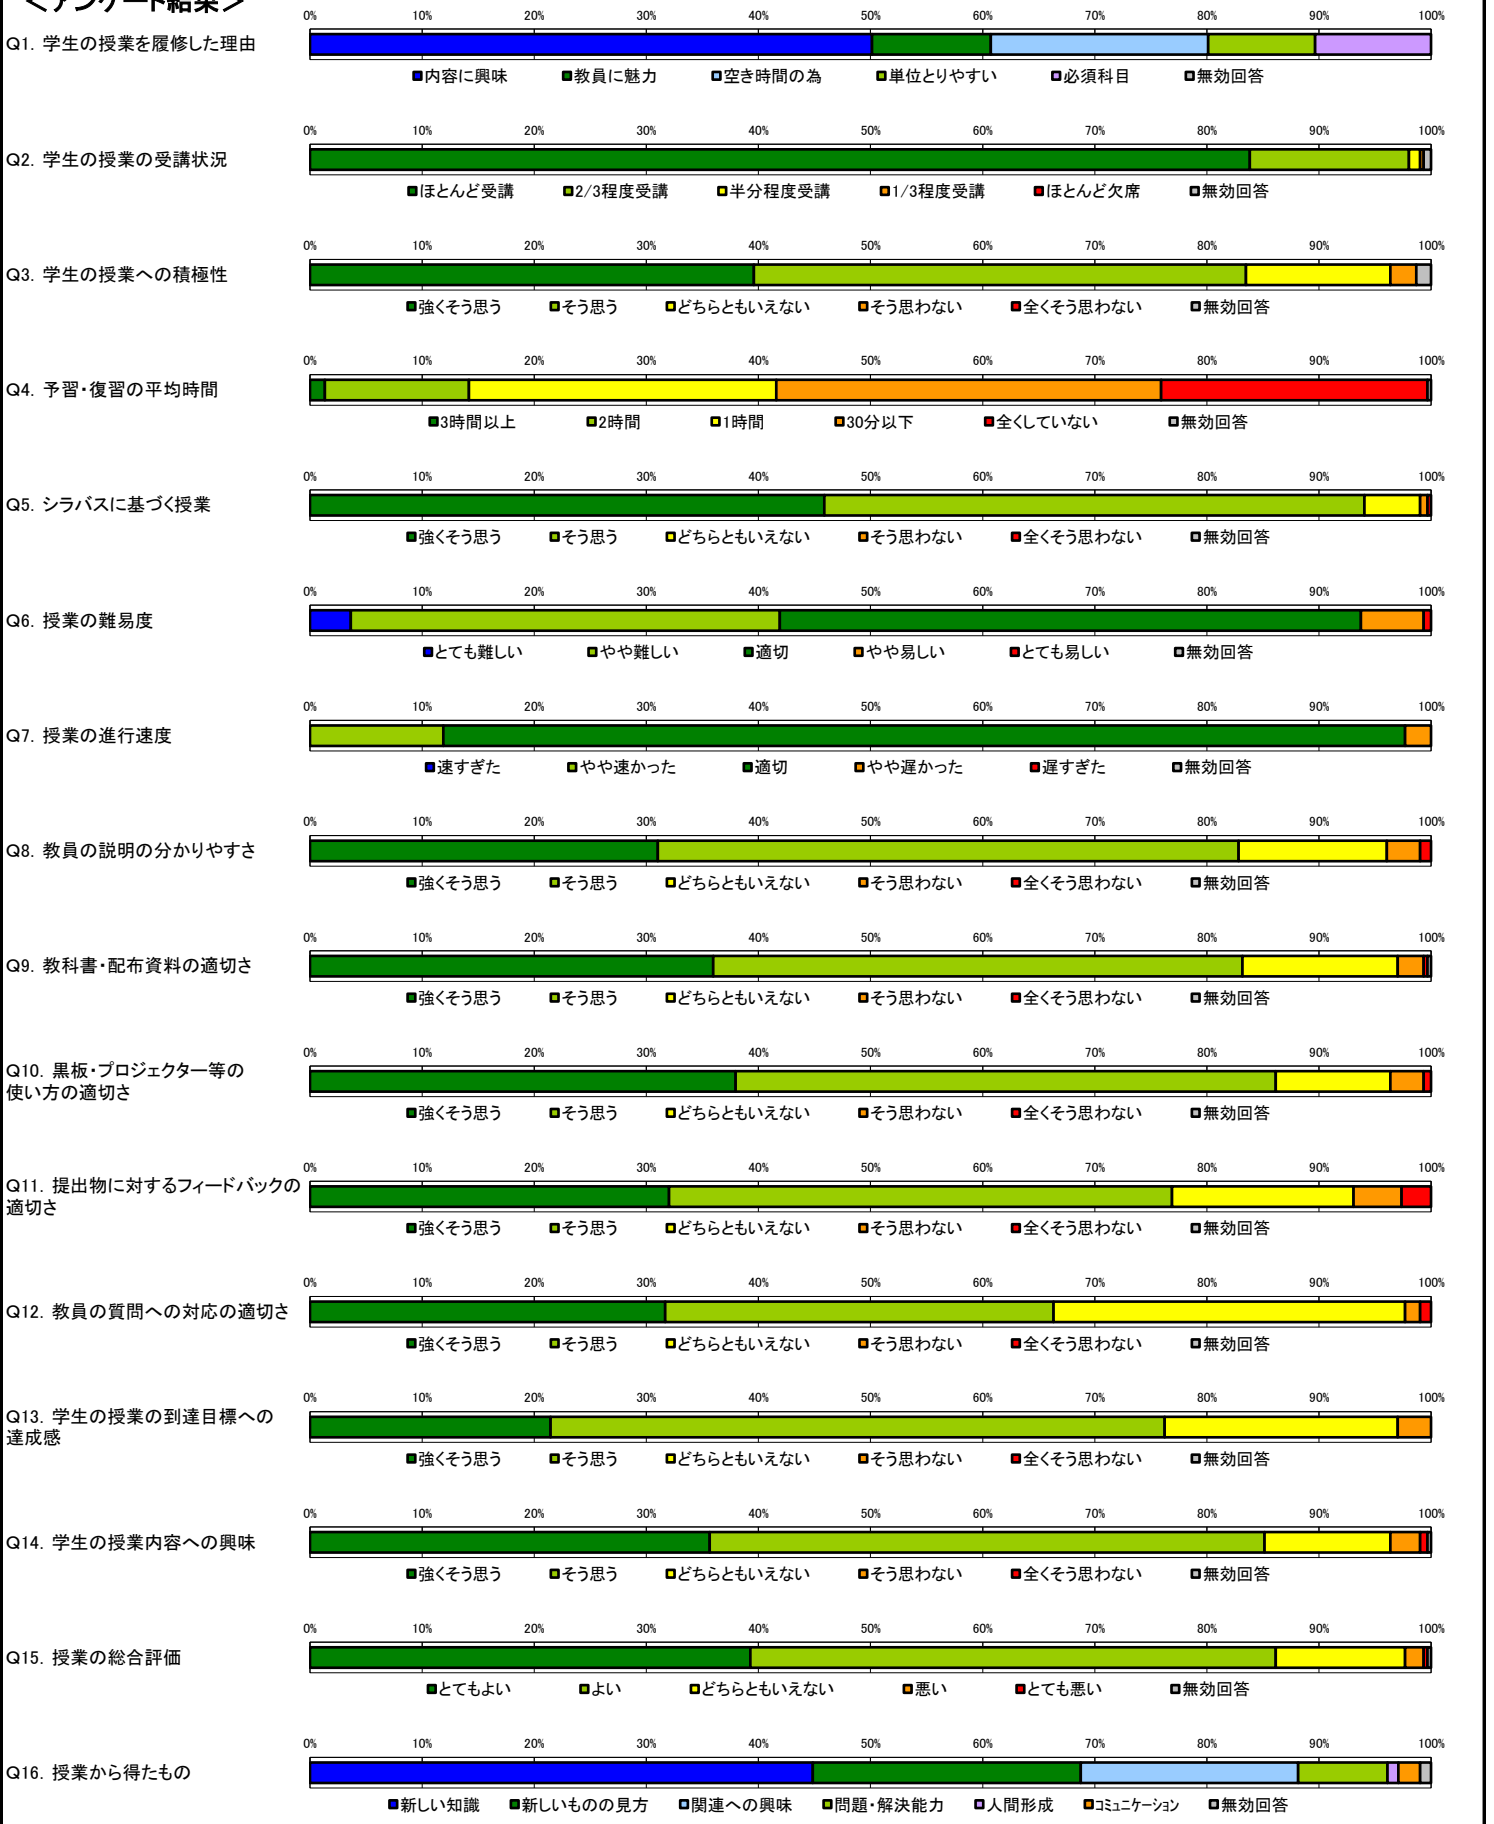 ＜アンケート結果＞
0% 10% 20% 30% 40% 50% 60% 70% 80% 90% 100%
Q1. 学生の授業を履修した理由
内容に興味 教員に魅力 空き時間の為 単位とりやすい 必須科目 無効回答
0% 10% 20% 30% 40% 50% 60% 70% 80% 90% 100%
Q2. 学生の授業の受講状況
ほとんど受講 2/3程度受講 半分程度受講 1/3程度受講 ほとんど欠席 無効回答
0% 10% 20% 30% 40% 50% 60% 70% 80% 90% 100%
Q3. 学生の授業への積極性
強くそう思う そう思う どちらともいえない そう思わない 全くそう思わない 無効回答
0% 10% 20% 30% 40% 50% 60% 70% 80% 90% 100%
Q4. 予習・復習の平均時間
3時間以上 2時間 1時間 30分以下 全くしていない 無効回答
0% 10% 20% 30% 40% 50% 60% 70% 80% 90% 100%
Q5. シラバスに基づく授業
強くそう思う そう思う どちらともいえない そう思わない 全くそう思わない 無効回答
0% 10% 20% 30% 40% 50% 60% 70% 80% 90% 100%
Q6. 授業の難易度
とても難しい やや難しい 適切 やや易しい とても易しい 無効回答
0% 10% 20% 30% 40% 50% 60% 70% 80% 90% 100%
Q7. 授業の進行速度
速すぎた やや速かった 適切 やや遅かった 遅すぎた 無効回答
0% 10% 20% 30% 40% 50% 60% 70% 80% 90% 100%
Q8. 教員の説明の分かりやすさ
強くそう思う そう思う どちらともいえない そう思わない 全くそう思わない 無効回答
0% 10% 20% 30% 40% 50% 60% 70% 80% 90% 100%
Q9. 教科書・配布資料の適切さ
強くそう思う そう思う どちらともいえない そう思わない 全くそう思わない 無効回答
0% 10% 20% 30% 40% 50% 60% 70% 80% 90% 100%
Q10. 黒板・プロジェクター等の
使い方の適切さ
強くそう思う そう思う どちらともいえない そう思わない 全くそう思わない 無効回答
0% 10% 20% 30% 40% 50% 60% 70% 80% 90% 100%
Q11. 提出物に対するフィードバックの
適切さ
強くそう思う そう思う どちらともいえない そう思わない 全くそう思わない 無効回答
0% 10% 20% 30% 40% 50% 60% 70% 80% 90% 100%
Q12. 教員の質問への対応の適切さ
強くそう思う そう思う どちらともいえない そう思わない 全くそう思わない 無効回答
0% 10% 20% 30% 40% 50% 60% 70% 80% 90% 100%
Q13. 学生の授業の到達目標への
達成感
強くそう思う そう思う どちらともいえない そう思わない 全くそう思わない 無効回答
0% 10% 20% 30% 40% 50% 60% 70% 80% 90% 100%
Q14. 学生の授業内容への興味
強くそう思う そう思う どちらともいえない そう思わない 全くそう思わない 無効回答
0% 10% 20% 30% 40% 50% 60% 70% 80% 90% 100%
Q15. 授業の総合評価
とてもよい よい どちらともいえない 悪い とても悪い 無効回答
0% 10% 20% 30% 40% 50% 60% 70% 80% 90% 100%
Q16. 授業から得たもの
新しい知識 新しいものの見方 関連への興味 問題・解決能力 人間形成 コミュニケーション 無効回答